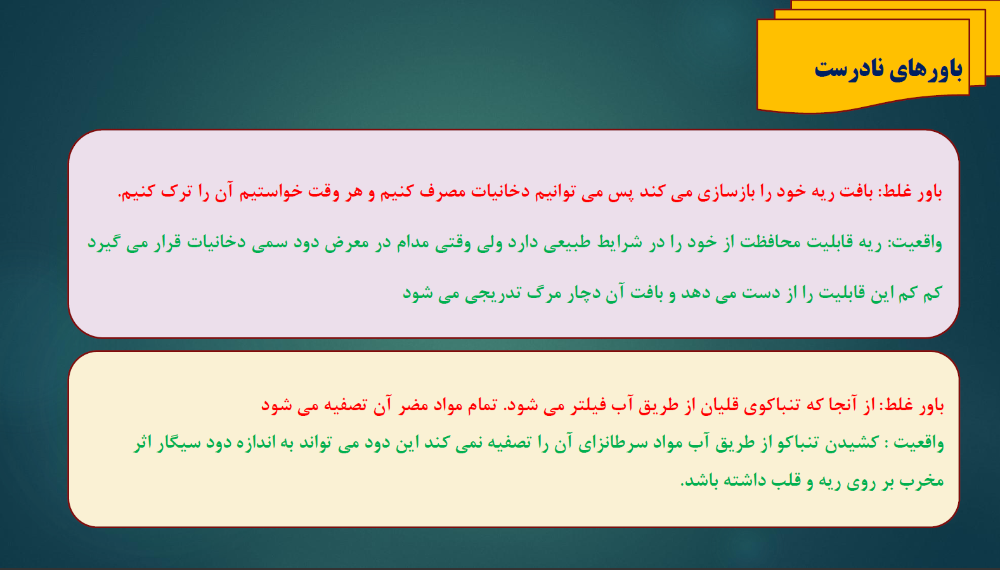 باورهای نادرست
باور غلط: بافت ریه خود را بازسازی می کند پس می توانیم دخانیات مصرف کنیم و هر وقت خواستیم آن را ترک کنیم.
واقعیت: ریه قابلیت محافظت از خود را در شرایط طبیعی دارد ولی وقتی مدام در معرض دود سمی دخانیات قرار می گیرد
کم کم این قابلیت را از دست می دهد و بافت آن دچار مرگ تدریجی می شود
باور غلط: از آنجا که تنباکوی قلیان از طریق آب فیلتر می شود. تمام مواد مضر آن تصفیه می شود
واقعیت : کشیدن تنباکو از طریق آب مواد سرطانزای آن را تصفیه نمی کند این دود می تواند به اندازه دود سیگار اثر
مخرب بر روی ریه و قلب داشته باشد.